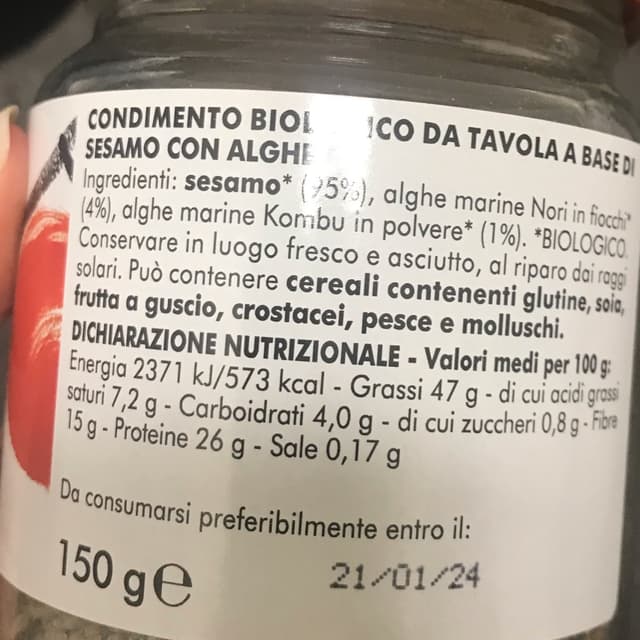 CONDIMENTO BIOLOGICO DA TAVOLA A BASE DI
SESAMO CON ALGHE
Ingredienti: sesamo* (95%), alghe marine Nori in fiocchi*
(4%), alghe marine Kombu in polvere* (1%). *BIOLOGICO.
Conservare in luogo fresco e asciutto, al riparo dai raggi
solari. Può contenere cereali contenenti glutine, soia,
frutta a guscio, crostacei, pesce e molluschi.
DICHIARAZIONE NUTRIZIONALE - Valori medi per 100 g:
Energia 2371 kJ/573 kcal - Grassi 47 g - di cui acidi grassi
saturi 7,2 g - Carboidrati 4,0 g - di cui zuccheri 0,8 g - Fibre
15 g - Proteine 26 g - Sale 0,17 g
Da consumarsi preferibilmente entro il:
150 g e 21/01/24